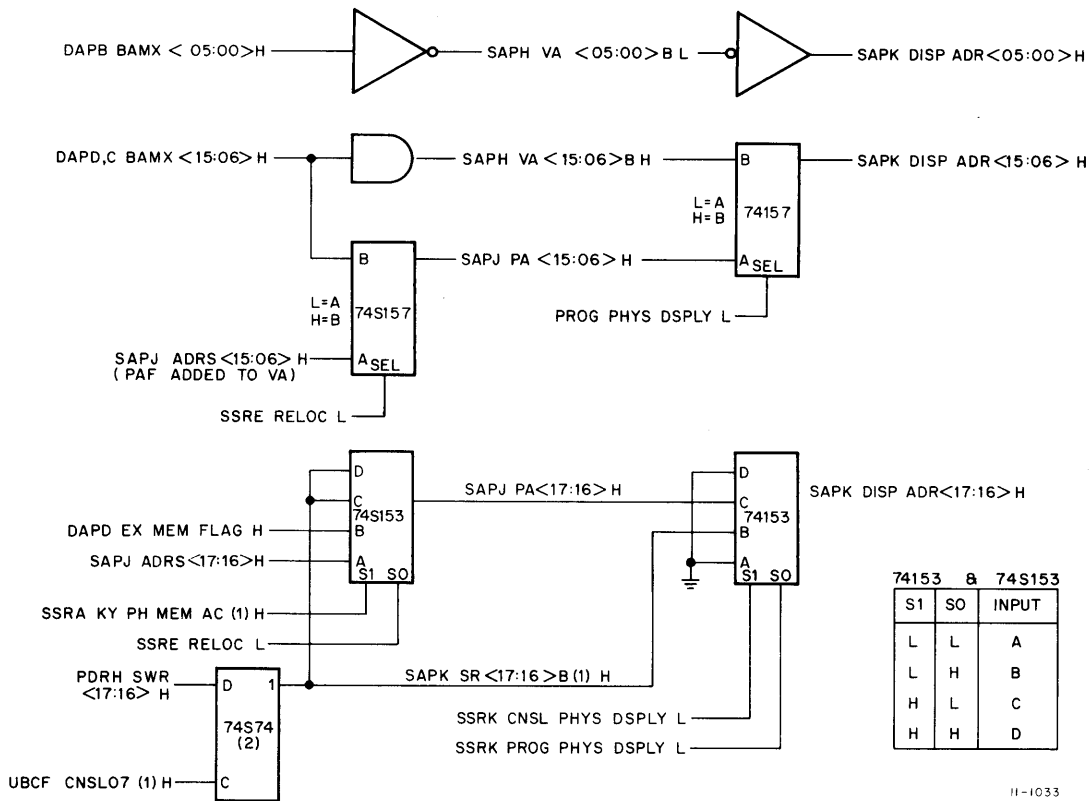 DAPB BAMX < 05:00> H
SAPH VA <05:00> B L
SAPK DISP ADR <05:00> H
DAPD,C BAMX <15:06> H
SAPH VA <15:06> B H
B
SAPK DISP ADR <15:06> H
L=A
H=B
74157
B
SAPJ PA <15:06> H
A SEL
L=A
H=B
74S157
PROG PHYS DSPLY L
SAPJ ADRS <15:06> H
(PAF ADDED TO VA)
A SEL
SSRE RELOC L
D
C
74S153
B
A
S1 S0
SAPJ PA<17:16> H
D
C
74153
B
A
S1 S0
SAPK DISP ADR<17:16> H
DAPD EX MEM FLAG H
SAPJ ADRS <17:16> H
SSRA KY PH MEM AC (1) H
SSRE RELOC L
PDRH SWR
<17:16> H
D 1
74S74
(2)
C
SAPK SR<17:16> B (1) H
SSRK CNSL PHYS DSPLY L
SSRK PROG PHYS DSPLY L
UBCF CNSL07 (1) H
74153 & 74S153
S1 S0 INPUT
L L A
L H B
H L C
H H D
11-1033